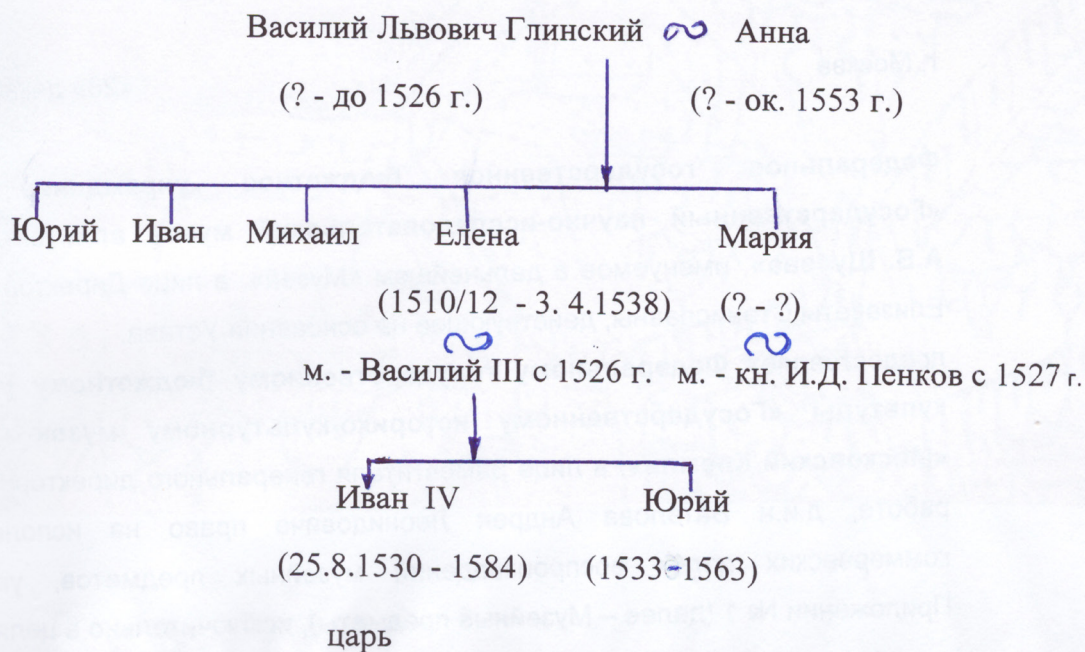 Василий Львович Глинский ∾ Анна
(? - до 1526 г.) (? - ок. 1553 г.)
Юрий Иван Михаил Елена Мария
(1510/12 - 3. 4.1538) (? - ?)
м. - Василий III с 1526 г. м. - кн. И.Д. Пенков с 1527 г.
Иван IV Юрий
(25.8.1530 - 1584) (1533-1563)
царь